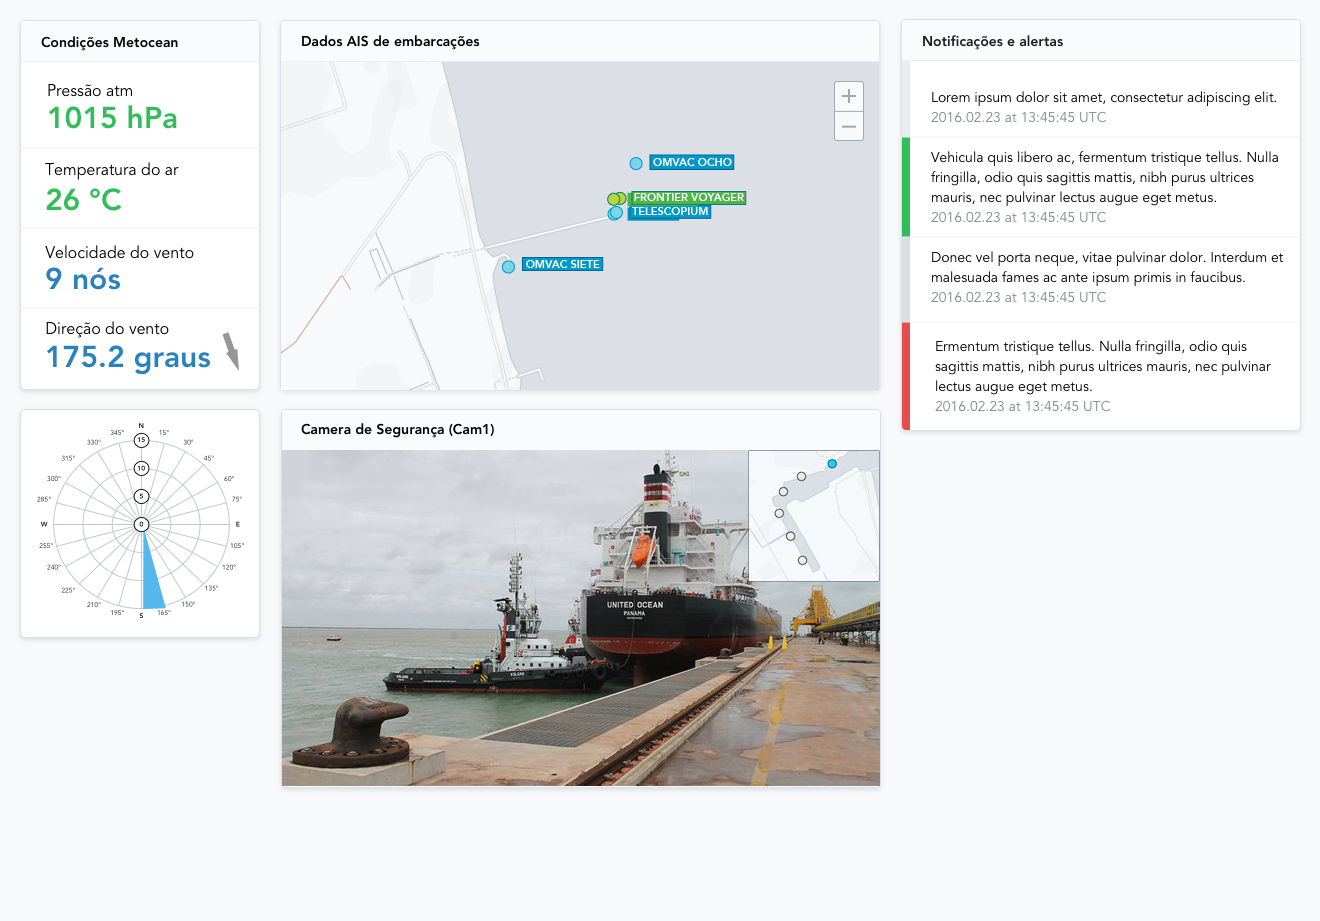 Condições Metocean
Pressão atm
1015 hPa
Temperatura do ar
26 °C
Velocidade do vento
9 nós
Direção do vento
175.2 graus
N
345°
15°
330°
30°
315°
45°
300°
60°
285°
75°
W
E
255°
105°
240°
120°
225°
135°
210°
150°
195°
165°
S
15
10
5
0
Dados AIS de embarcações
+
−
OMVAC OCHO
FRONTIER VOYAGER
TELESCOPIUM
OMVAC SIETE
Camera de Segurança (Cam1)
UNITED OCEAN
PANAMA
VOLANS
VOLANS
Notificações e alertas
Lorem ipsum dolor sit amet, consectetur adipiscing elit.
2016.02.23 at 13:45:45 UTC
Vehicula quis libero ac, fermentum tristique tellus. Nulla
fringilla, odio quis sagittis mattis, nibh purus ultrices
mauris, nec pulvinar lectus augue eget metus.
2016.02.23 at 13:45:45 UTC
Donec vel porta neque, vitae pulvinar dolor. Interdum et
malesuada fames ac ante ipsum primis in faucibus.
2016.02.23 at 13:45:45 UTC
Ermentum tristique tellus. Nulla fringilla, odio quis
sagittis mattis, nibh purus ultrices mauris, nec pulvinar
lectus augue eget metus.
2016.02.23 at 13:45:45 UTC